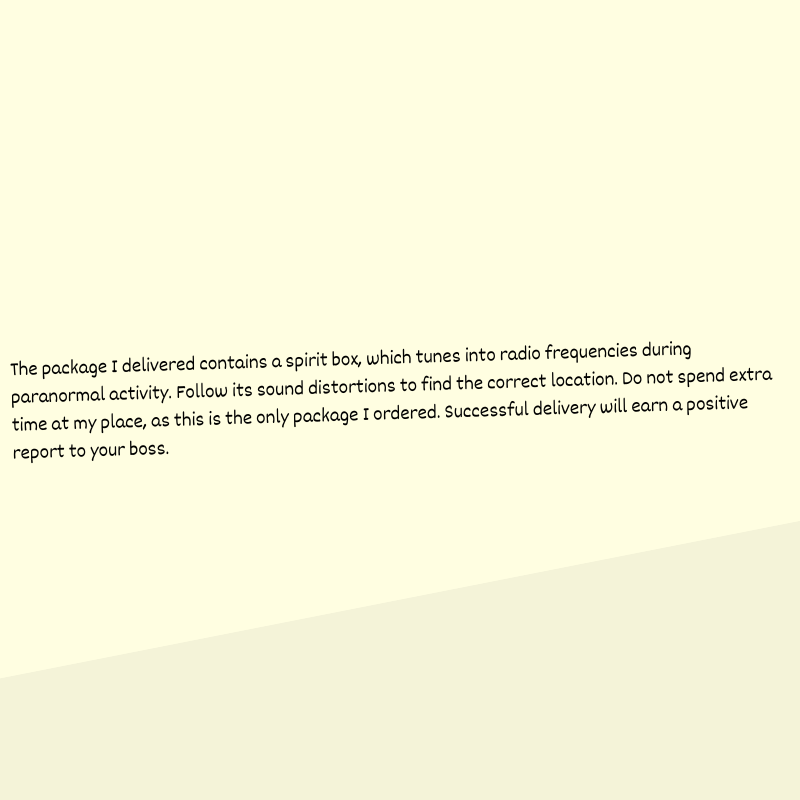 The package I delivered contains a spirit box, which tunes into radio frequencies during
paranormal activity. Follow its sound distortions to find the correct location. Do not spend extra
time at my place, as this is the only package I ordered. Successful delivery will earn a positive
report to your boss.